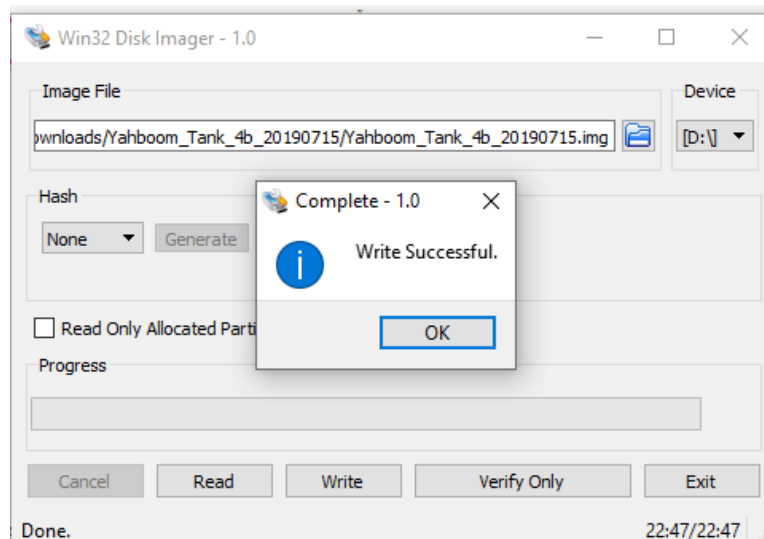 Win32 Disk Imager - 1.0
Image File
Device
ownloads/Yahboom_Tank_4b_20190715/Yahboom_Tank_4b_20190715.img
[D:\]
Hash
None
Generate
Complete - 1.0
Write Successful.
OK
Read Only Allocated Parti
Progress
Cancel
Read
Write
Verify Only
Exit
Done.
22:47/22:47